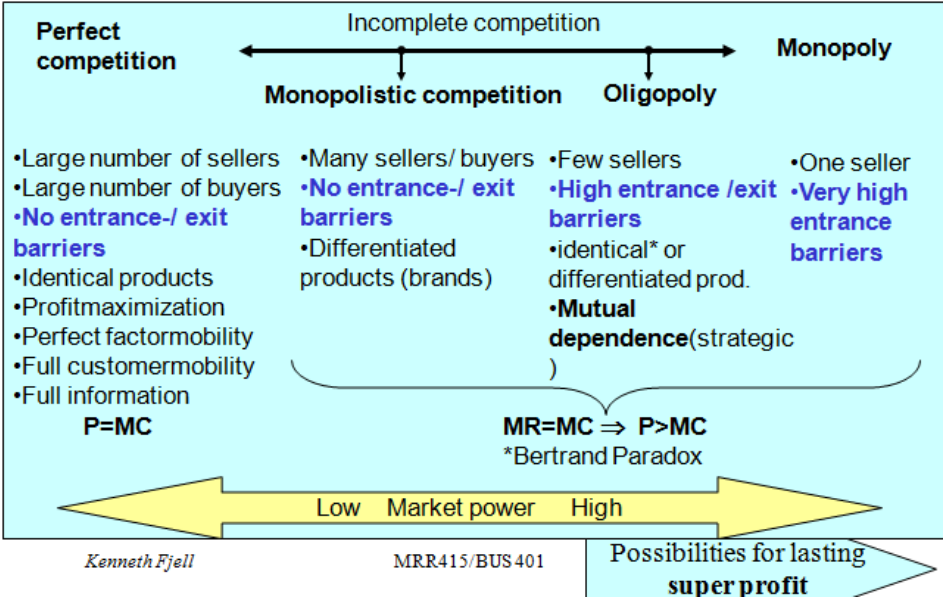 Incomplete competition
Perfect
competition
Monopoly
Monopolistic competition
Oligopoly
•Large number of sellers
•Large number of buyers
•No entrance-/ exit
barriers
•Identical products
•Profitmaximization
•Perfect factormobility
•Full customermobility
•Full information
P=MC
•Many sellers/ buyers
•No entrance-/ exit
barriers
•Differentiated
products (brands)
•Few sellers
•High entrance /exit
barriers
•identical* or
differentiated prod.
•Mutual
dependence(strategic
)
•One seller
•Very high
entrance
barriers
MR=MC ⇒ P>MC
*Bertrand Paradox
Low Market power High
Kenneth Fjell
MRR415/BUS401
Possibilities for lasting
super profit